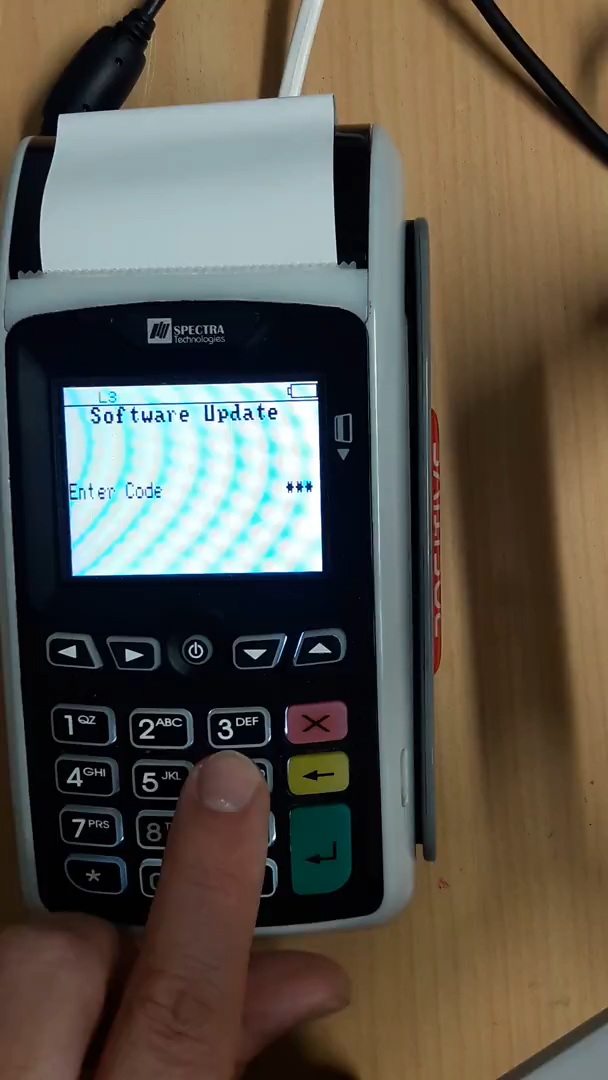 SPECTRA
Technologies
L3
Software Update
Enter Code ***
1 QZ 2 ABC 3 DEF
4 GHI 5 JKL
7 PRS 8
*